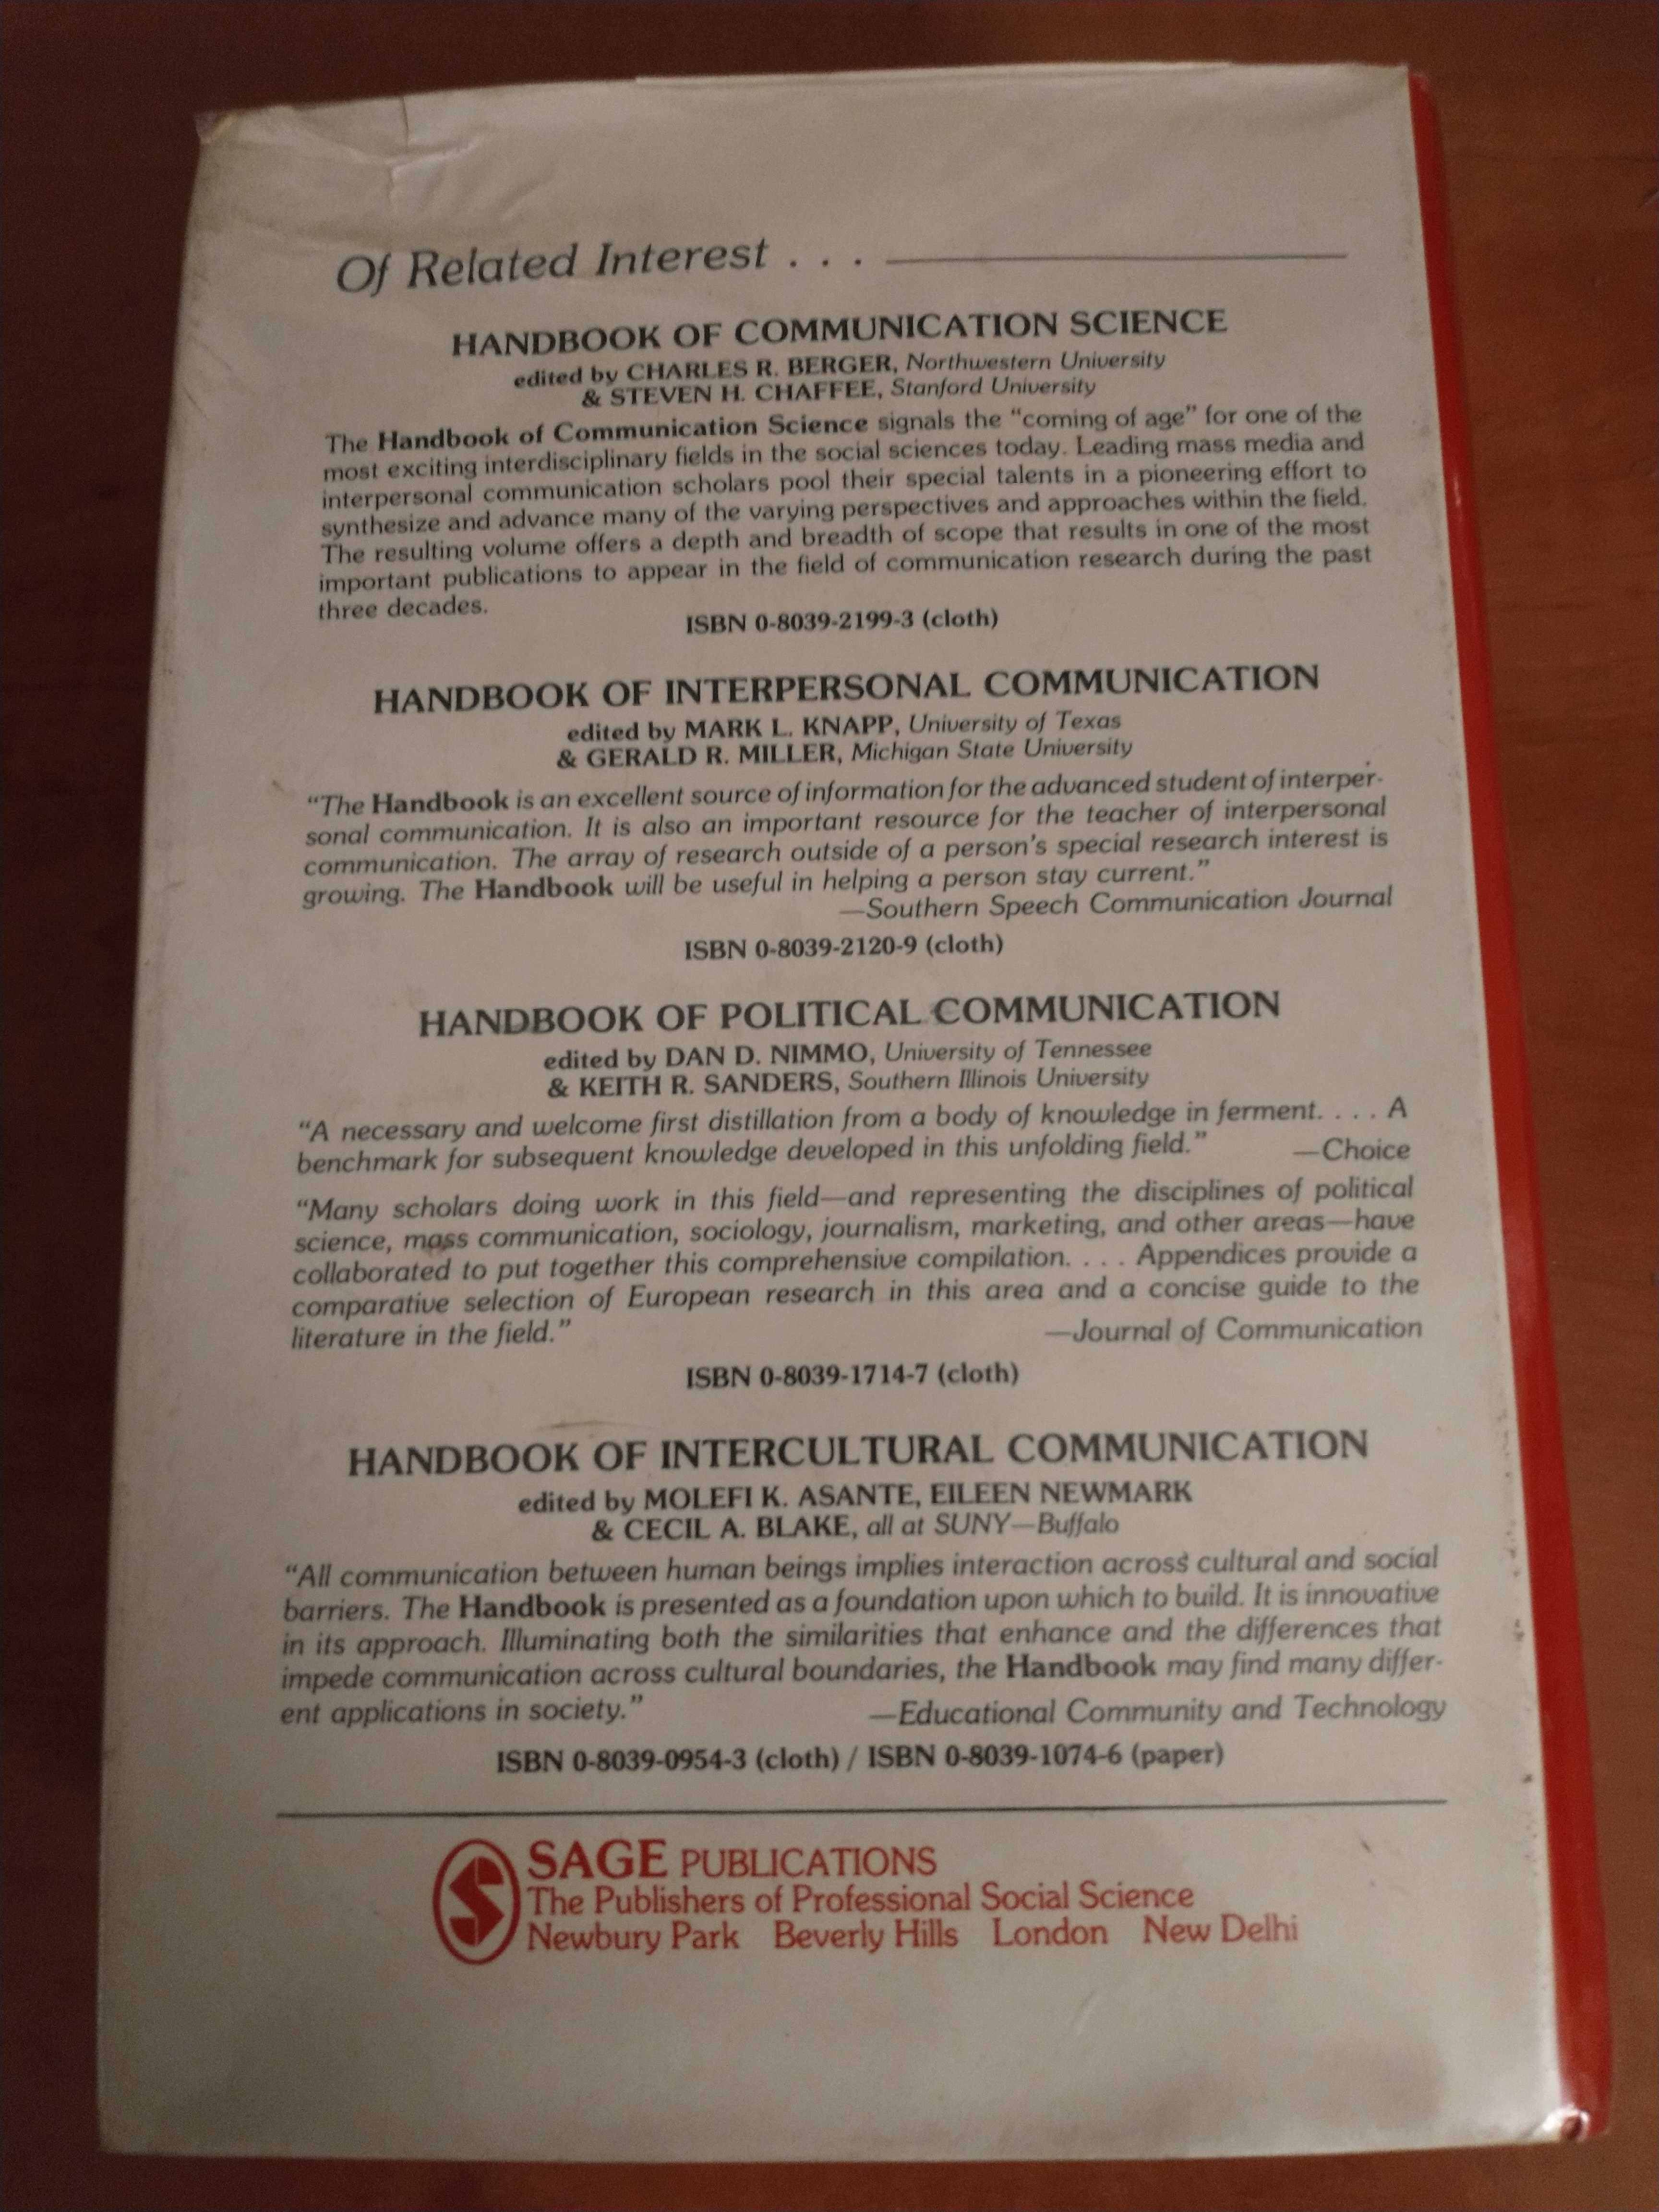 Of Related Interest . . .
HANDBOOK OF COMMUNICATION SCIENCE
edited by CHARLES R. BERGER, Northwestern University
& STEVEN H. CHAFFEE, Stanford University
The Handbook of Communication Science signals the “coming of age” for one of the
most exciting interdisciplinary fields in the social sciences today. Leading mass media and
interpersonal communication scholars pool their special talents in a pioneering effort to
synthesize and advance many of the varying perspectives and approaches within the field.
The resulting volume offers a depth and breadth of scope that results in one of the most
important publications to appear in the field of communication research during the past
three decades.
ISBN 0-8039-2199-3 (cloth)
HANDBOOK OF INTERPERSONAL COMMUNICATION
edited by MARK L. KNAPP, University of Texas
& GERALD R. MILLER, Michigan State University
“The Handbook is an excellent source of information for the advanced student of interper-
sonal communication. It is also an important resource for the teacher of interpersonal
communication. The array of research outside of a person’s special research interest is
growing. The Handbook will be useful in helping a person stay current.”
—Southern Speech Communication Journal
ISBN 0-8039-2120-9 (cloth)
HANDBOOK OF POLITICAL COMMUNICATION
edited by DAN D. NIMMO, University of Tennessee
& KEITH R. SANDERS, Southern Illinois University
“A necessary and welcome first distillation from a body of knowledge in ferment. . . . A
benchmark for subsequent knowledge developed in this unfolding field.” —Choice
“Many scholars doing work in this field—and representing the disciplines of political
science, mass communication, sociology, journalism, marketing, and other areas—have
collaborated to put together this comprehensive compilation. . . . Appendices provide a
comparative selection of European research in this area and a concise guide to the
literature in the field.” —Journal of Communication
ISBN 0-8039-1714-7 (cloth)
HANDBOOK OF INTERCULTURAL COMMUNICATION
edited by MOLEFI K. ASANTE, EILEEN NEWMARK
& CECIL A. BLAKE, all at SUNY—Buffalo
“All communication between human beings implies interaction across cultural and social
barriers. The Handbook is presented as a foundation upon which to build. It is innovative
in its approach. Illuminating both the similarities that enhance and the differences that
impede communication across cultural boundaries, the Handbook may find many differ-
ent applications in society.” —Educational Community and Technology
ISBN 0-8039-0954-3 (cloth) / ISBN 0-8039-1074-6 (paper)
SAGE PUBLICATIONS
The Publishers of Professional Social Science
Newbury Park Beverly Hills London New Delhi